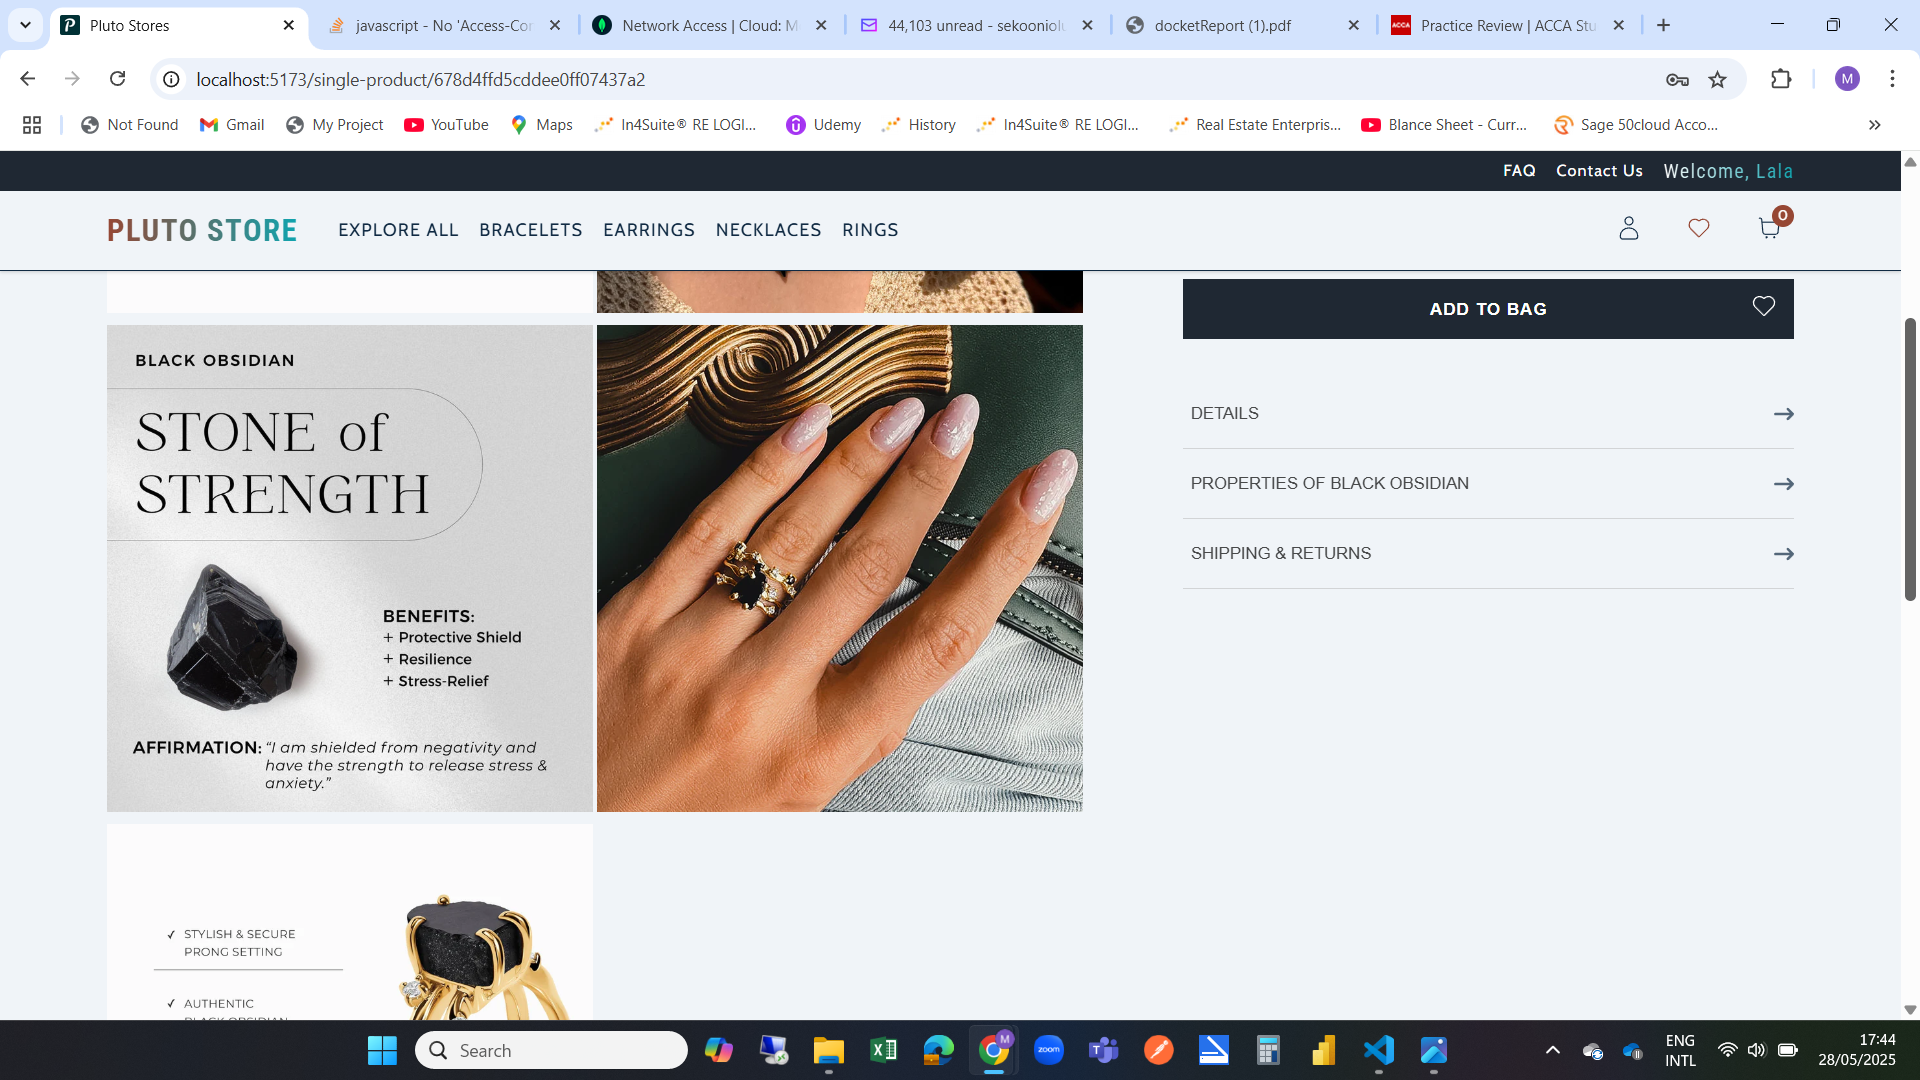 Pluto Stores
javascript - No 'Access-Con
Network Access | Cloud: M
44,103 unread - sekooniolu
docketReport (1).pdf
Practice Review | ACCA Stu
localhost:5173/single-product/678d4ffd5cddee0ff07437a2
M
Not Found
Gmail
My Project
YouTube
Maps
In4Suite® RE LOGI...
Udemy
History
In4Suite® RE LOGI...
Real Estate Enterpris...
Blance Sheet - Curr...
Sage 50cloud Acco...
FAQ
Contact Us
Welcome, Lala
PLUTO STORE
EXPLORE ALL
BRACELETS
EARRINGS
NECKLACES
RINGS
0
ADD TO BAG
BLACK OBSIDIAN
STONE of
STRENGTH
BENEFITS:
+ Protective Shield
+ Resilience
+ Stress-Relief
AFFIRMATION: "I am shielded from negativity and
have the strength to release stress &
anxiety."
DETAILS
PROPERTIES OF BLACK OBSIDIAN
SHIPPING & RETURNS
✓ STYLISH & SECURE
PRONG SETTING
✓ AUTHENTIC
BLACK OBSIDIAN
Search
M
zoom
ENG
INTL
17:44
28/05/2025